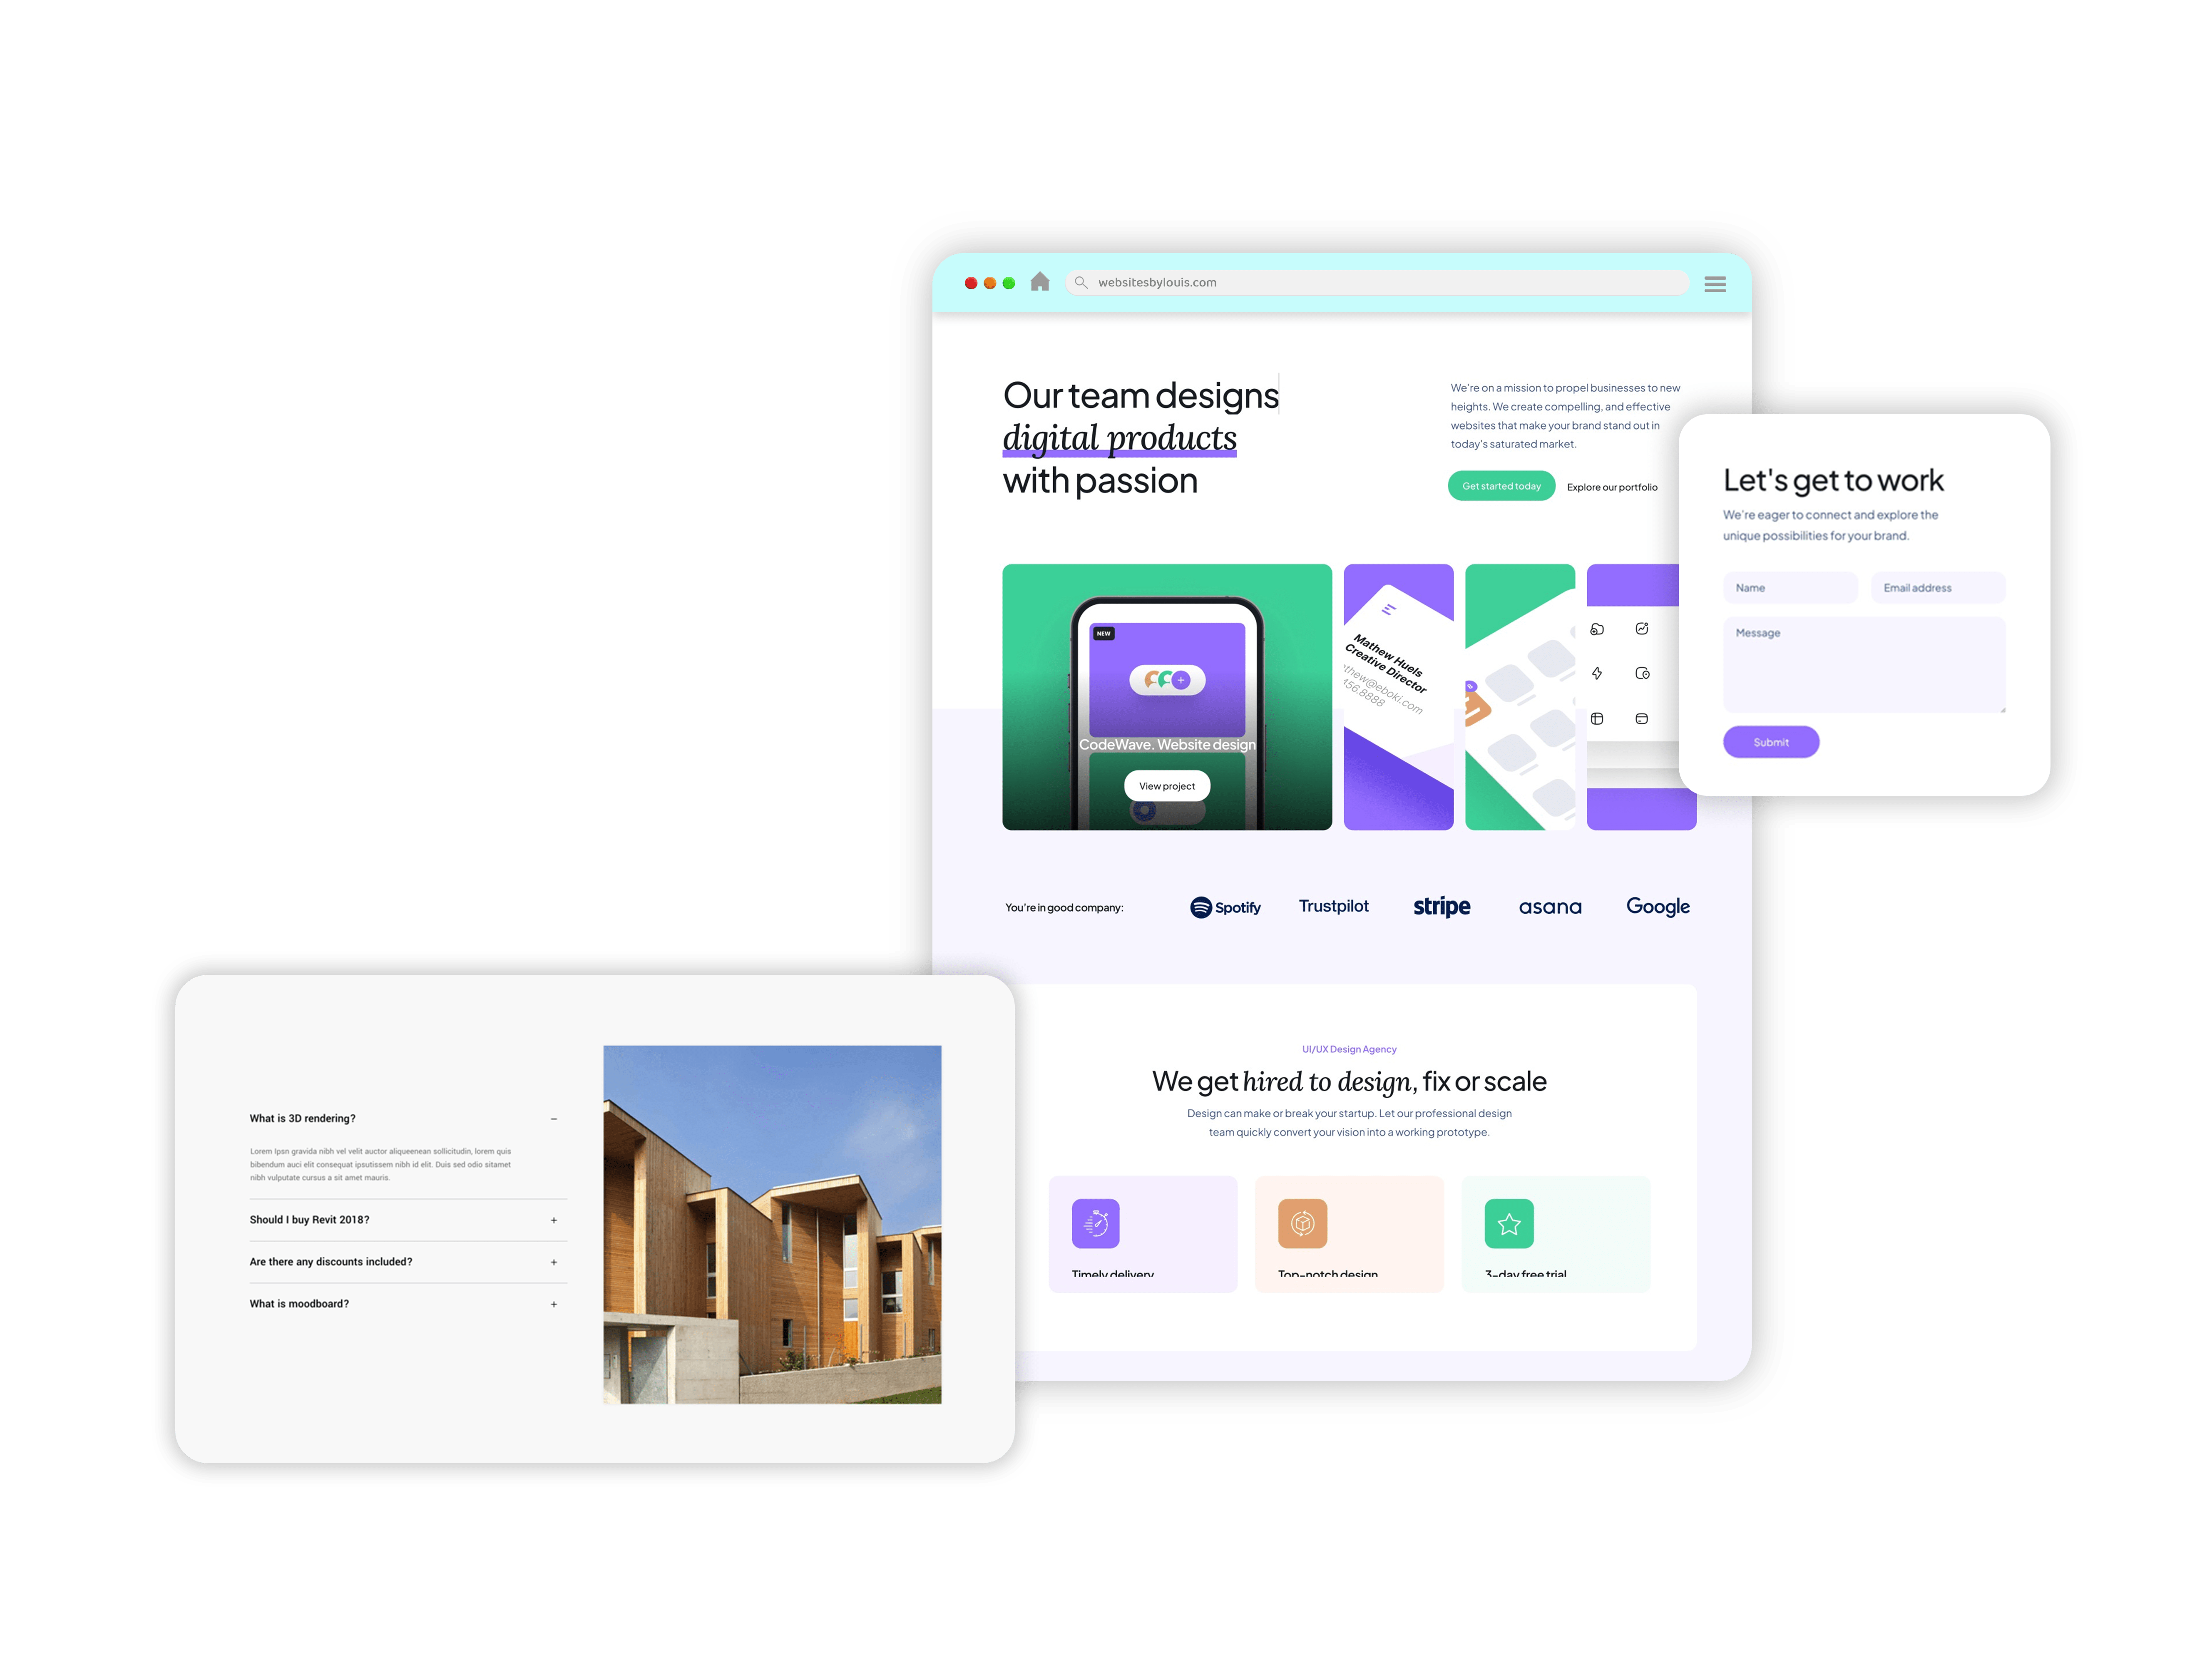 websitesbylouis.com
Our team designs
digital products
with passion
We're on a mission to propel businesses to new
heights. We create compelling, and effective
websites that make your brand stand out in
today's saturated market.
Get started today
Explore our portfolio
Let's get to work
We're eager to connect and explore the
unique possibilities for your brand.
Name
Email address
Message
Submit
NEW
CodeWave. Website design
View project
Mathew Huels
Creative Director
thew@eboki.com
456.8888
You're in good company:
Spotify
Trustpilot
stripe
asana
Google
UI/UX Design Agency
We get hired to design, fix or scale
Design can make or break your startup. Let our professional design
team quickly convert your vision into a working prototype.
Timely delivery
Top-notch design
3-day free trial
What is 3D rendering?
Lorem Ipsn gravida nibh vel velit auctor aliqueenean sollicitudin, lorem quis
bibendum auci elit consequat ipsutissem nibh id elit. Duis sed odio sitamet
nibh vulputate cursus a sit amet mauris.
Should I buy Revit 2018?
Are there any discounts included?
What is moodboard?